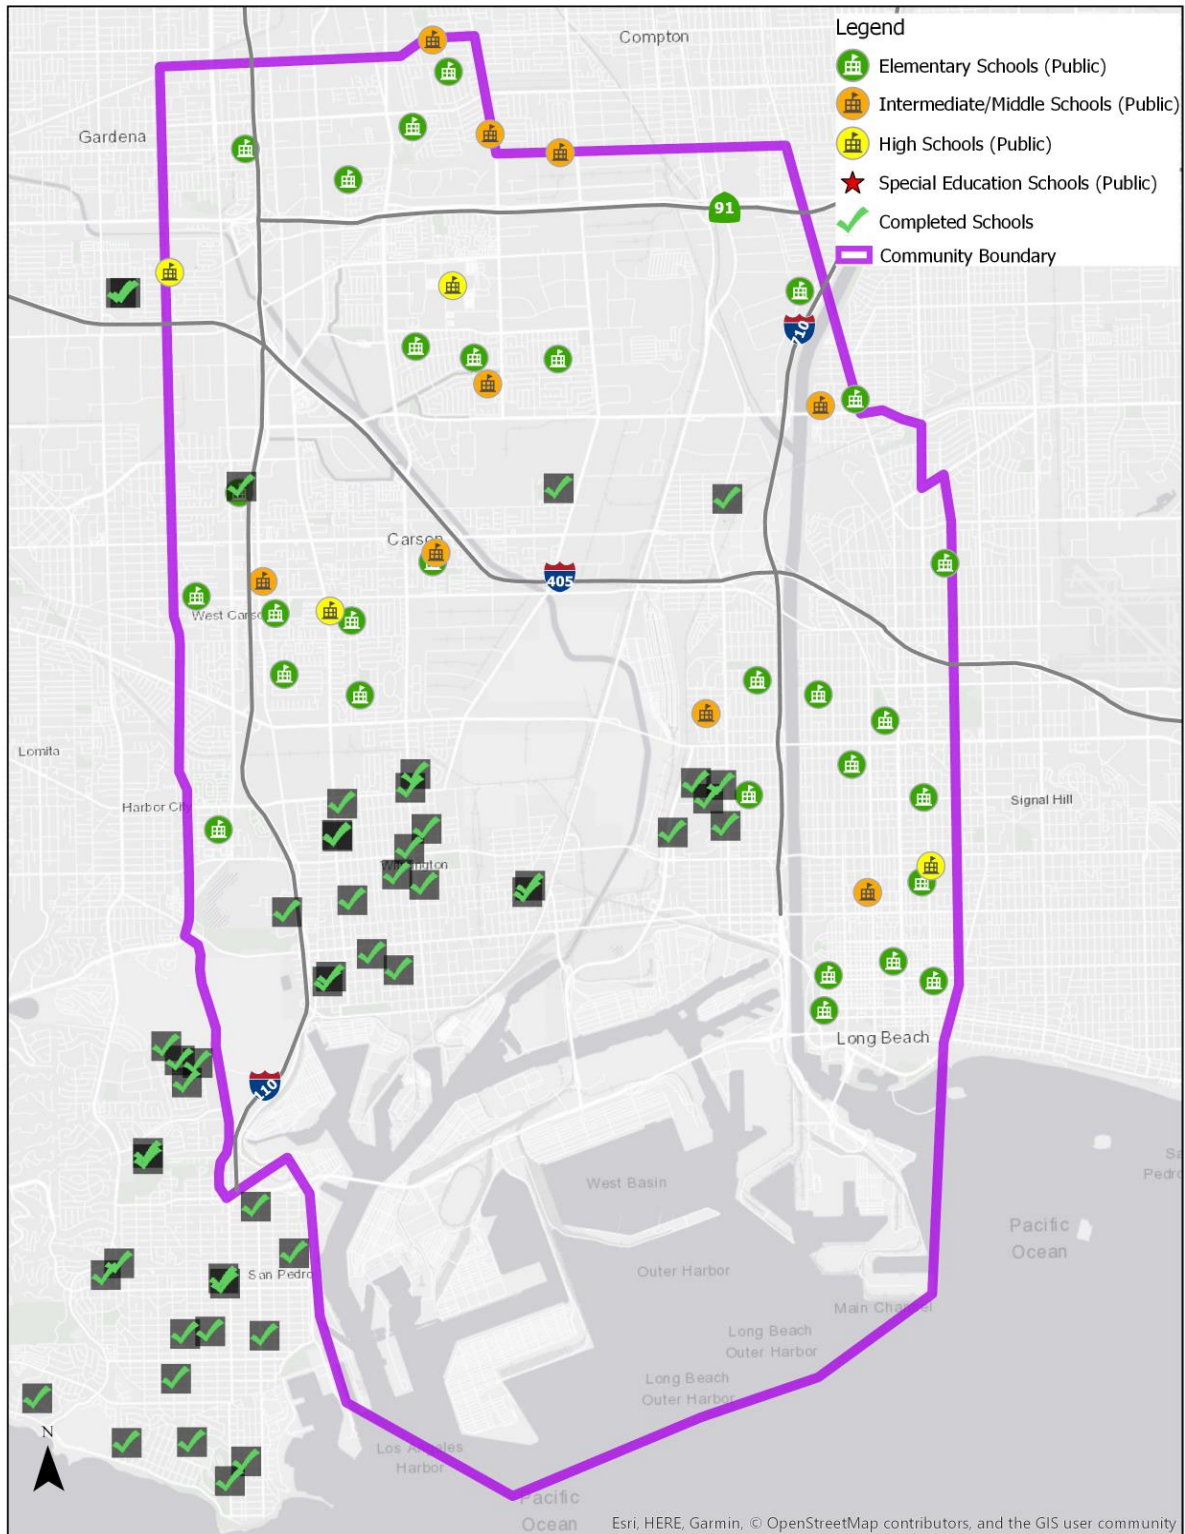 Legend
Elementary Schools (Public)
Intermediate/Middle Schools (Public)
High Schools (Public)
Special Education Schools (Public)
Completed Schools
Community Boundary
Compton
Gardena
91
710
Carson
405
West Carso
Lomita
Harbor City
Signal Hill
Long Beach
110
West Basin
Pacific
Ocean
Outer Harbor
San Pedro
Main Channel
Long Beach
Outer Harbor
Long Beach
Outer Harbor
N
Los Angeles
Harbor
Pacific
Ocean
Esri, HERE, Garmin, © OpenStreetMap contributors, and the GIS user community